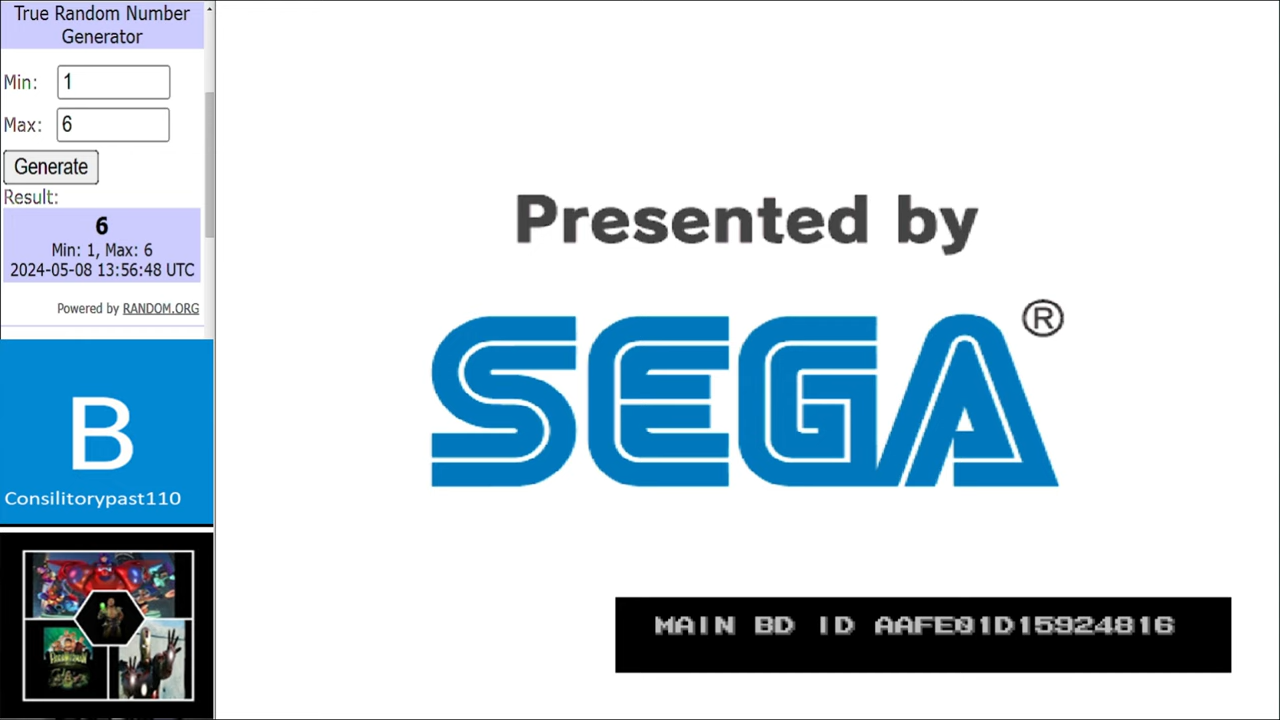 True Random Number
Generator
Min: 1
Max: 6
Generate
Result:
6
Min: 1, Max: 6
2024-05-08 13:56:48 UTC
Powered by RANDOM.ORG
B
Consilitorypast110
Presented by
SEGA®
MAIN BD ID AAFE01D15924816